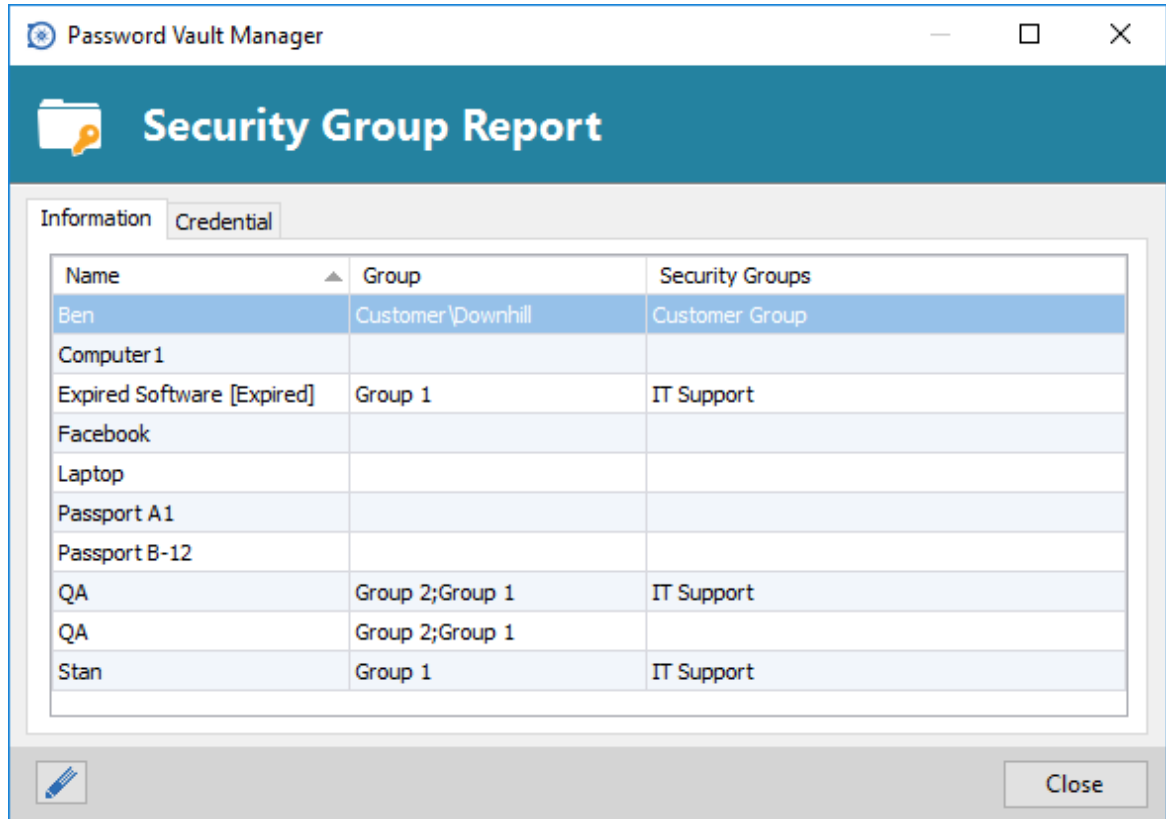 Password Vault Manager
Security Group Report
Information Credential
Name Group Security Groups
Ben Customer\Downhill Customer Group
Computer1
Expired Software [Expired] Group 1 IT Support
Facebook
Laptop
Passport A1
Passport B-12
QA Group 2;Group 1 IT Support
QA Group 2;Group 1
Stan Group 1 IT Support
Close